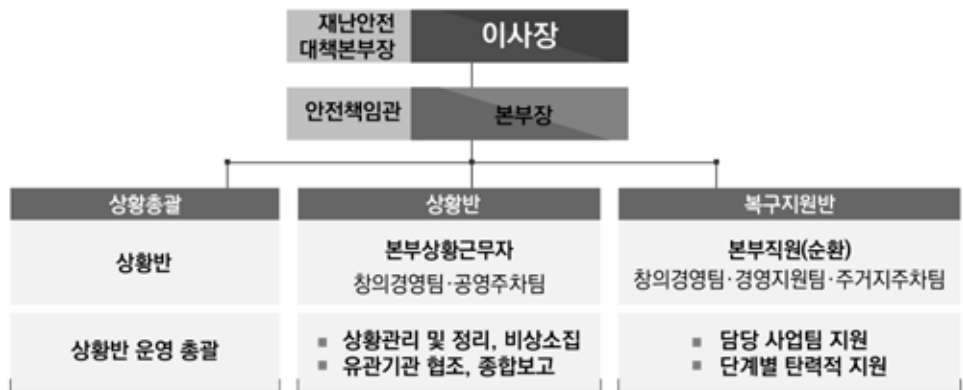 재난안전
대책본부장
이사장
안전책임관
본부장
상황총괄
상황반
복구지원반
상황반
본부상황근무자
창의경영팀·공영주차팀
본부직원(순환)
창의경영팀·경영지원팀·주거지주차팀
상황반 운영 총괄
▪ 상황관리 및 정리, 비상소집
▪ 유관기관 협조, 종합보고
▪ 담당 사업팀 지원
▪ 단계별 탄력적 지원